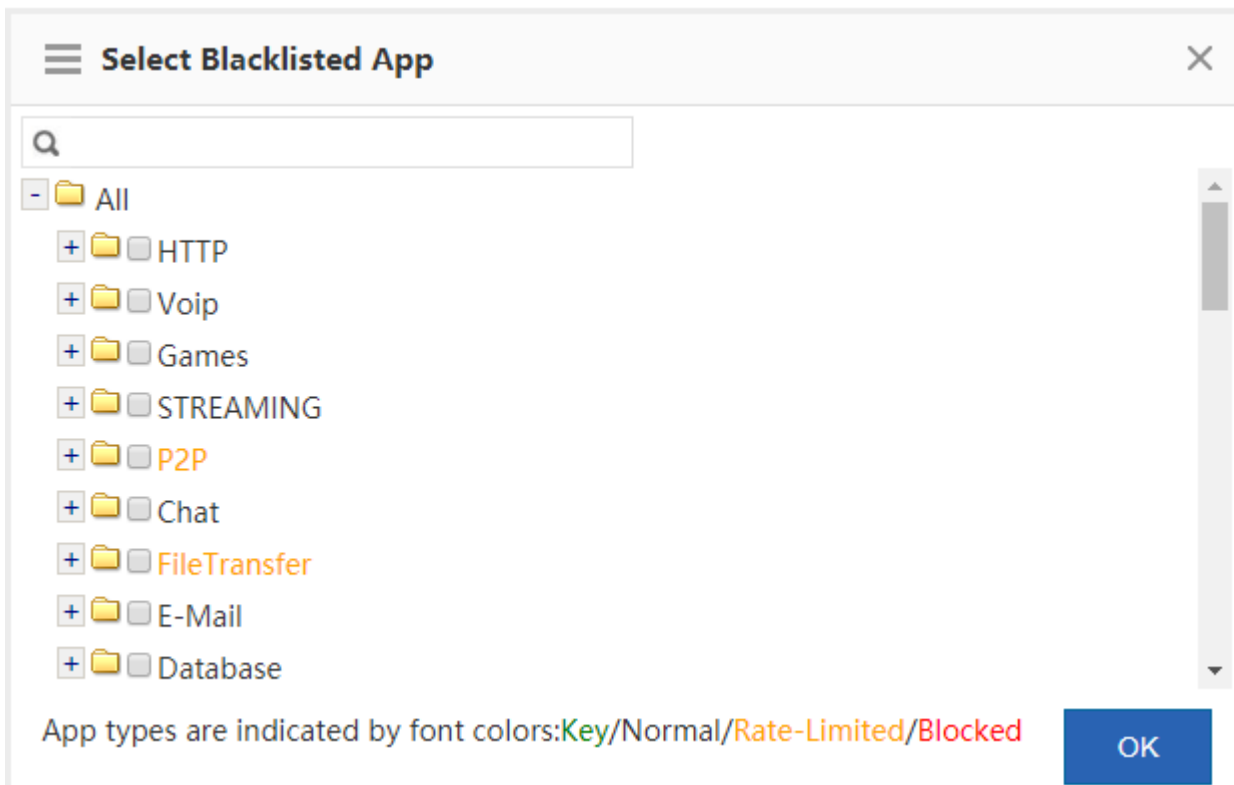 Select Blacklisted App
All
HTTP
Voip
Games
STREAMING
P2P
Chat
FileTransfer
E-Mail
Database
App types are indicated by font colors:Key/Normal/Rate-Limited/Blocked
OK